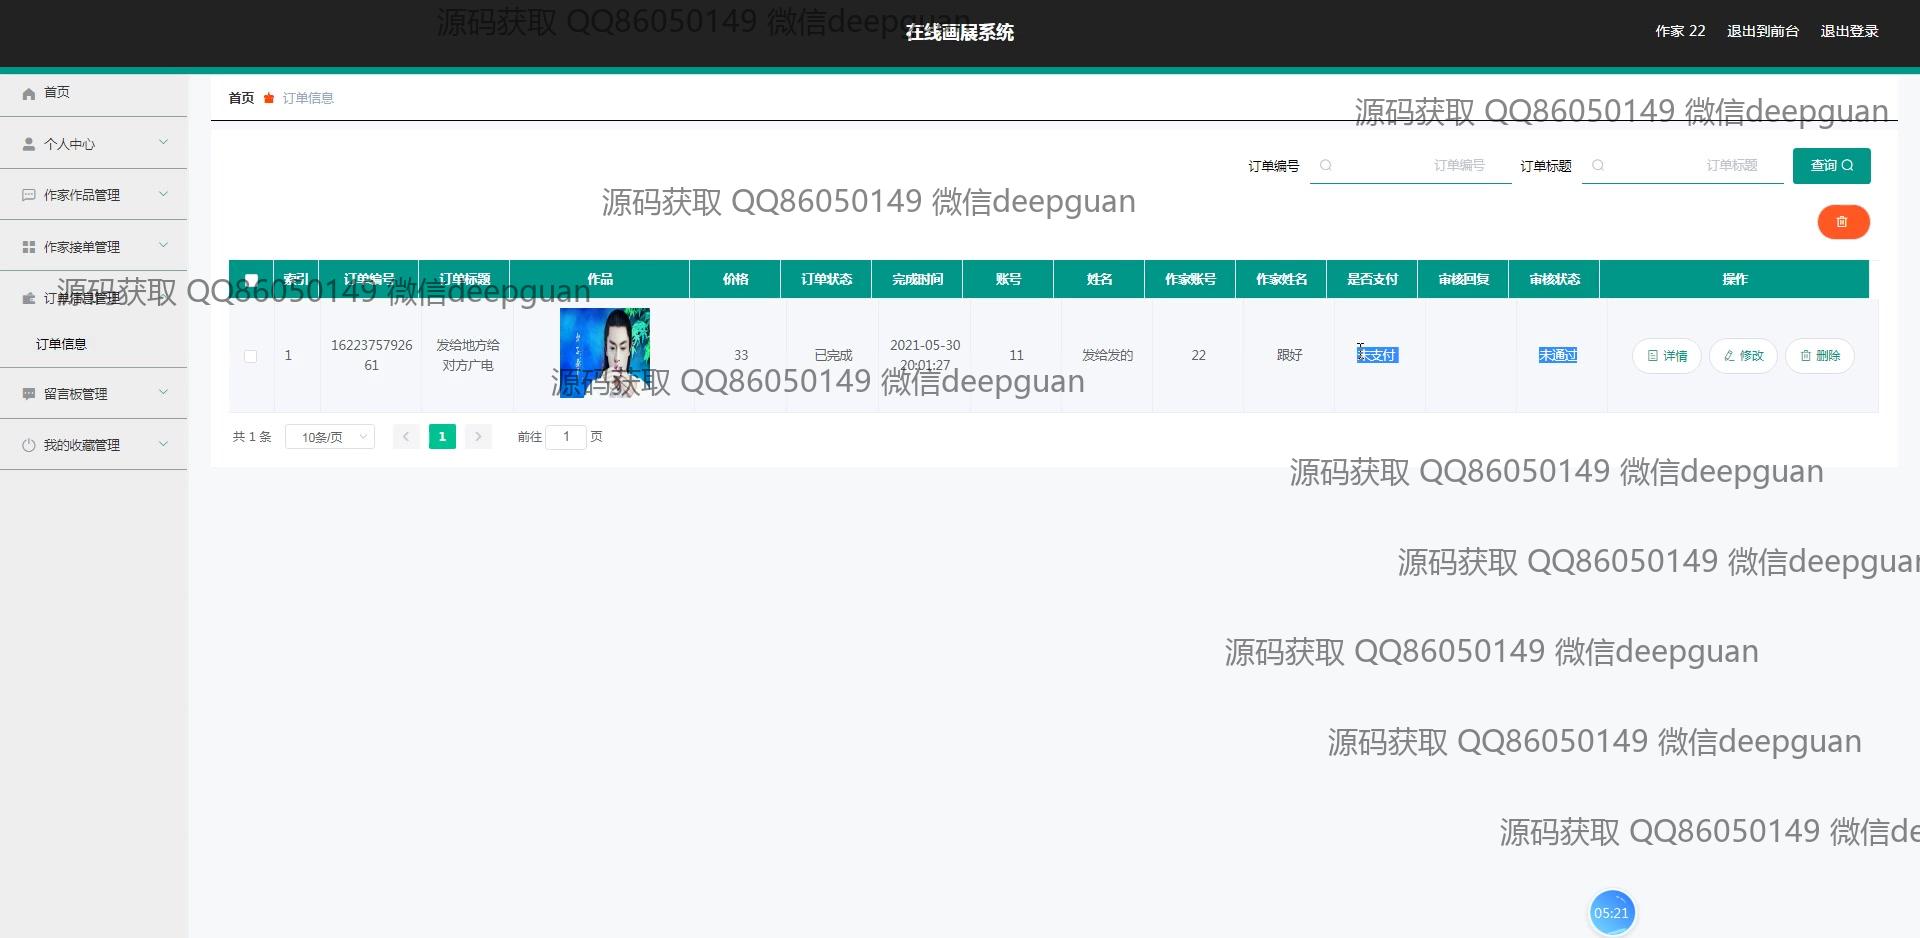 源码获取 QQ86050149 微信deepguan
在线画展系统
作家 22 退出到前台 退出登录
首页
个人中心
作家作品管理
作家接单管理
订单信息管理
订单信息
留言板管理
我的收藏管理
首页 订单信息
源码获取 QQ86050149 微信deepguan
订单编号 订单编号 订单标题 订单标题 查询
源码获取 QQ86050149 微信deepguan
索引 订单编号 订单标题 作品 价格 订单状态 完成时间 账号 姓名 作家账号 作家姓名 是否支付 审核回复 审核状态 操作
源码获取 QQ86050149 微信deepguan
1 16223757926 发给地方给 33 已完成 2021-05-30 11 发给发的 22 跟好 未支付 未通过 详情 修改 删除
61 对方广电 20:01:27
源码获取 QQ86050149 微信deepguan
共 1 条 10条/页 1 前往 1 页
源码获取 QQ86050149 微信deepguan
源码获取 QQ86050149 微信deepguan
源码获取 QQ86050149 微信deepguan
源码获取 QQ86050149 微信deepguan
源码获取 QQ86050149 微信de
05:21